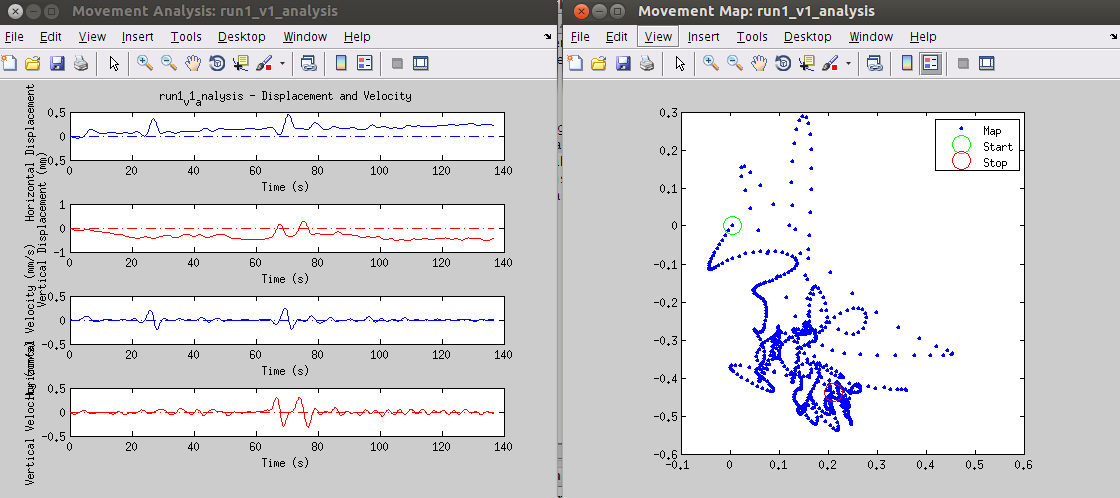 Movement Analysis: run1_v1_analysis
File Edit View Insert Tools Desktop Window Help
run1_v1_analysis - Displacement and Velocity
Horizontal Displacement (mm)
0.5
0
-0.5
0 20 40 60 80 100 120 140
Time (s)
Vertical Displacement (mm)
1
0
-1
0 20 40 60 80 100 120 140
Time (s)
Horizontal Velocity (mm/s)
0.5
0
-0.5
0 20 40 60 80 100 120 140
Time (s)
Vertical Velocity (mm/s)
0.5
0
-0.5
0 20 40 60 80 100 120 140
Time (s)
Movement Map: run1_v1_analysis
File Edit View Insert Tools Desktop Window Help
Map
Start
Stop
0.3
0.2
0.1
0
-0.1
-0.2
-0.3
-0.4
-0.5
-0.6
-0.1 0 0.1 0.2 0.3 0.4 0.5 0.6